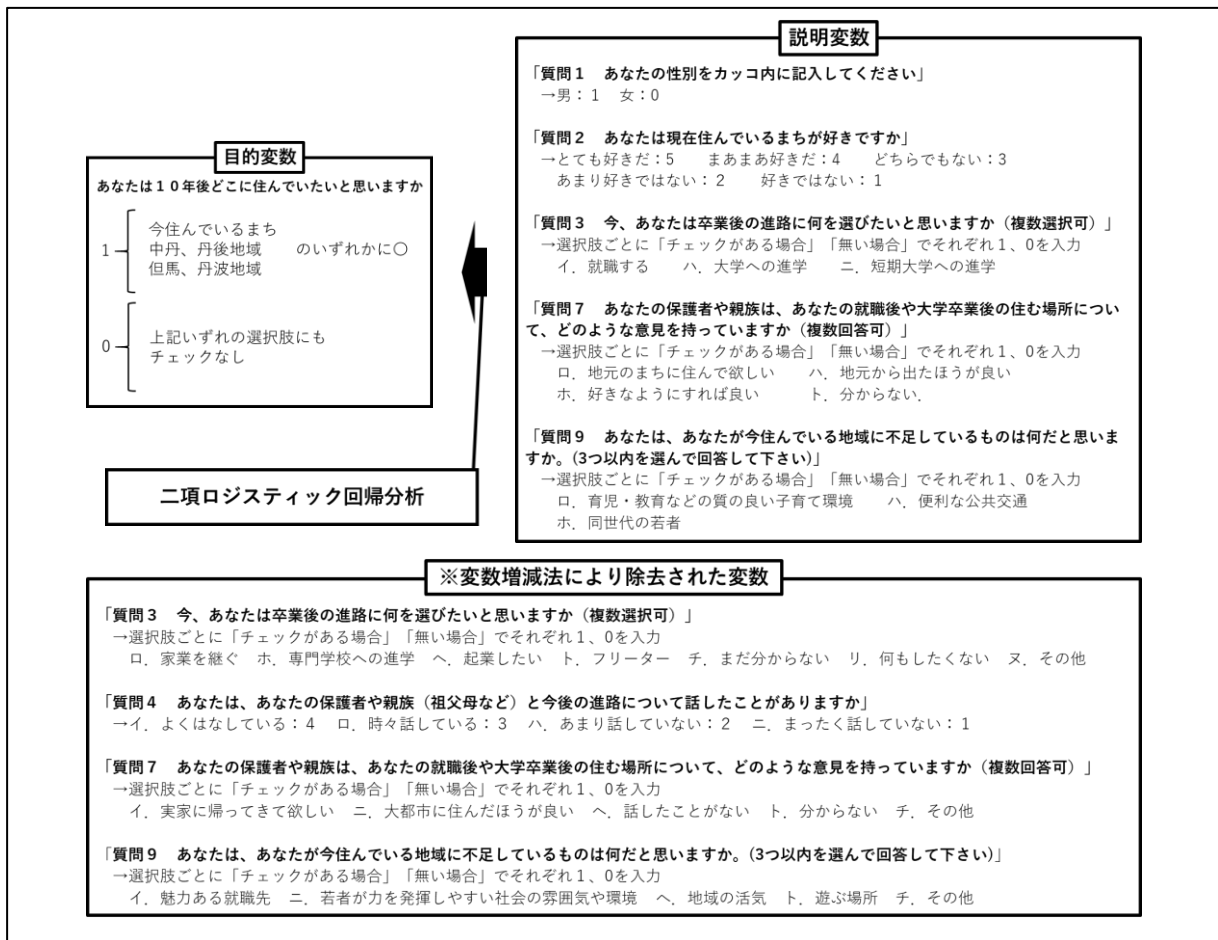 目的変数
あなたは１０年後どこに住んでいたいと思いますか
1
今住んでいるまち
中丹、丹後地域　のいずれかに〇
但馬、丹波地域
0
上記いずれの選択肢にも
チェックなし
二項ロジスティック回帰分析
説明変数
「質問１　あなたの性別をカッコ内に記入してください」
→男：1　女：0
「質問２　あなたは現在住んでいるまちが好きですか」
→とても好きだ：5　まあまあ好きだ：4　どちらでもない：3
あまり好きではない：2　好きではない：1
「質問３　今、あなたは卒業後の進路に何を選びたいと思いますか（複数選択可）」
→選択肢ごとに「チェックがある場合」「無い場合」でそれぞれ１、０を入力
イ．就職する　ハ．大学への進学　ニ．短期大学への進学
「質問７　あなたの保護者や親族は、あなたの就職後や大学卒業後の住む場所につい
て、どのような意見を持っていますか（複数回答可）」
→選択肢ごとに「チェックがある場合」「無い場合」でそれぞれ１、０を入力
ロ．地元のまちに住んで欲しい　ハ．地元から出たほうが良い
ホ．好きなようにすれば良い　ト．分からない．
「質問９　あなたは、あなたが今住んでいる地域に不足しているものは何だと思いま
すか。(3つ以内を選んで回答して下さい)」
→選択肢ごとに「チェックがある場合」「無い場合」でそれぞれ１、０を入力
ロ．育児・教育などの質の良い子育て環境　ハ．便利な公共交通
ホ．同世代の若者
※変数増減法により除去された変数
「質問３　今、あなたは卒業後の進路に何を選びたいと思いますか（複数選択可）」
→選択肢ごとに「チェックがある場合」「無い場合」でそれぞれ１、０を入力
ロ．家業を継ぐ　ホ．専門学校への進学　ヘ．起業したい　ト．フリーター　チ．まだ分からない　リ．何もしたくない　ヌ．その他
「質問４　あなたは、あなたの保護者や親族（祖父母など）と今後の進路について話したことがありますか」
→イ．よくはなしている：4　ロ．時々話している：3　ハ．あまり話していない：2　ニ．まったく話していない：1
「質問７　あなたの保護者や親族は、あなたの就職後や大学卒業後の住む場所について、どのような意見を持っていますか（複数回答可）」
→選択肢ごとに「チェックがある場合」「無い場合」でそれぞれ１、０を入力
イ．実家に帰ってきて欲しい　ニ．大都市に住んだほうが良い　ヘ．話したことがない　ト．分からない　チ．その他
「質問９　あなたは、あなたが今住んでいる地域に不足しているものは何だと思いますか。(3つ以内を選んで回答して下さい)」
→選択肢ごとに「チェックがある場合」「無い場合」でそれぞれ１、０を入力
イ．魅力ある就職先　ニ．若者が力を発揮しやすい社会の雰囲気や環境　ヘ．地域の活気　ト．遊ぶ場所　チ．その他